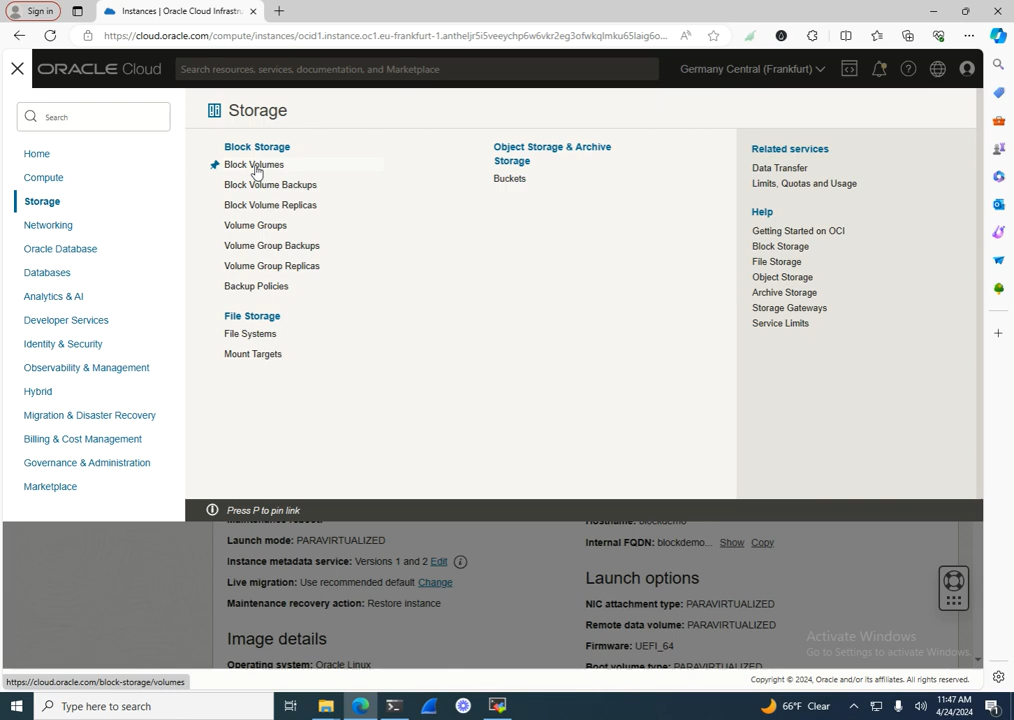 Sign in
Instances | Oracle Cloud Infrastru
https://cloud.oracle.com/compute/instances/ocid1.instance.oc1.eu-frankfurt-1.antheljr5i5veeychp6w6vkr2eg3ofwkqlmku65laig6o...
ORACLE Cloud
Search resources, services, documentation, and Marketplace
Germany Central (Frankfurt)
Search
Home
Compute
Storage
Networking
Oracle Database
Databases
Analytics & AI
Developer Services
Identity & Security
Observability & Management
Hybrid
Migration & Disaster Recovery
Billing & Cost Management
Governance & Administration
Marketplace
Storage
Block Storage
Block Volumes
Block Volume Backups
Block Volume Replicas
Volume Groups
Volume Group Backups
Volume Group Replicas
Backup Policies
File Storage
File Systems
Mount Targets
Object Storage & Archive
Storage
Buckets
Related services
Data Transfer
Limits, Quotas and Usage
Help
Getting Started on OCI
Block Storage
File Storage
Object Storage
Archive Storage
Storage Gateways
Service Limits
Press P to pin link
Launch mode: PARAVIRTUALIZED
Instance metadata service: Versions 1 and 2 Edit
Live migration: Use recommended default Change
Maintenance recovery action: Restore instance
Image details
Operating system: Oracle Linux
Hostname: blockdemo
Internal FQDN: blockdemo... Show Copy
Launch options
NIC attachment type: PARAVIRTUALIZED
Remote data volume: PARAVIRTUALIZED
Firmware: UEFI_64
Boot volume type: PARAVIRTUALIZED
Activate Windows
Go to Settings to activate Windows.
https://cloud.oracle.com/block-storage/volumes
Copyright © 2024, Oracle and/or its affiliates. All rights reserved.
Type here to search
66°F Clear
11:47 AM
4/24/2024